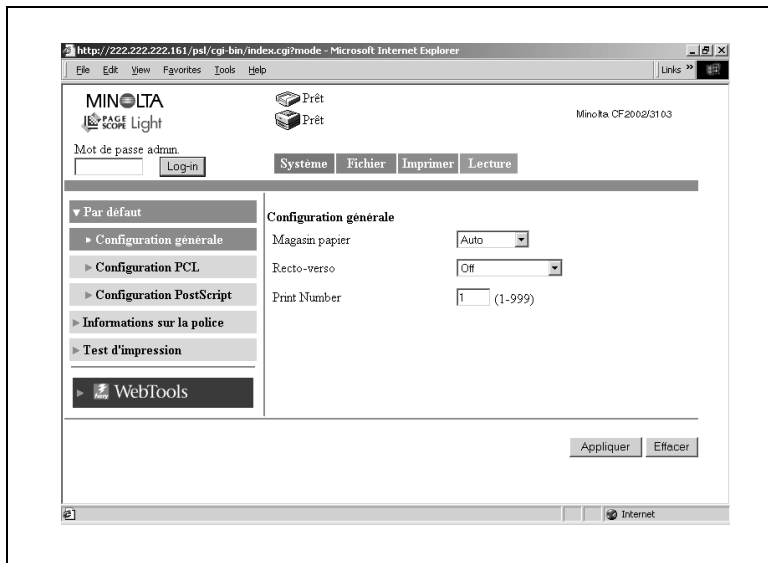 http://222.222.222.161/psl/cgi-bin/index.cgi?mode - Microsoft Internet Explorer
File Edit View Favorites Tools Help
Links »
MINOLTA
PAGE SCOPE Light
Prêt
Prêt
Minolta CF2002/3103
Mot de passe admin.
Log-in
Système Fichier Imprimer Lecture
Par défaut
Configuration générale
Configuration PCL
Configuration PostScript
Informations sur la police
Test d'impression
WebTools
Configuration générale
Magasin papier Auto
Recto-verso Off
Print Number 1 (1-999)
Appliquer Effacer
Internet